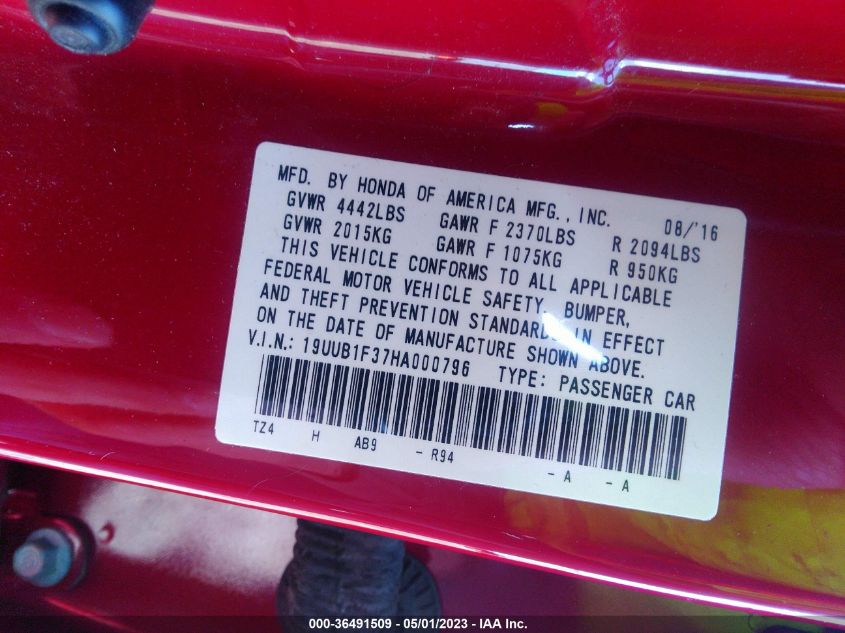 MFD. BY HONDA OF AMERICA MFG., INC. 08/'16
GVWR 4442LBS GAWR F 2370LBS R 2094LBS
GVWR 2015KG GAWR F 1075KG R 950KG
THIS VEHICLE CONFORMS TO ALL APPLICABLE
FEDERAL MOTOR VEHICLE SAFETY, BUMPER,
AND THEFT PREVENTION STANDARDS IN EFFECT
ON THE DATE OF MANUFACTURE SHOWN ABOVE.
V.I.N.: 19UUB1F37HA000796 TYPE: PASSENGER CAR
TZ4 H AB9 - R94 - A - A
000-36491509 - 05/01/2023 - IAA Inc.